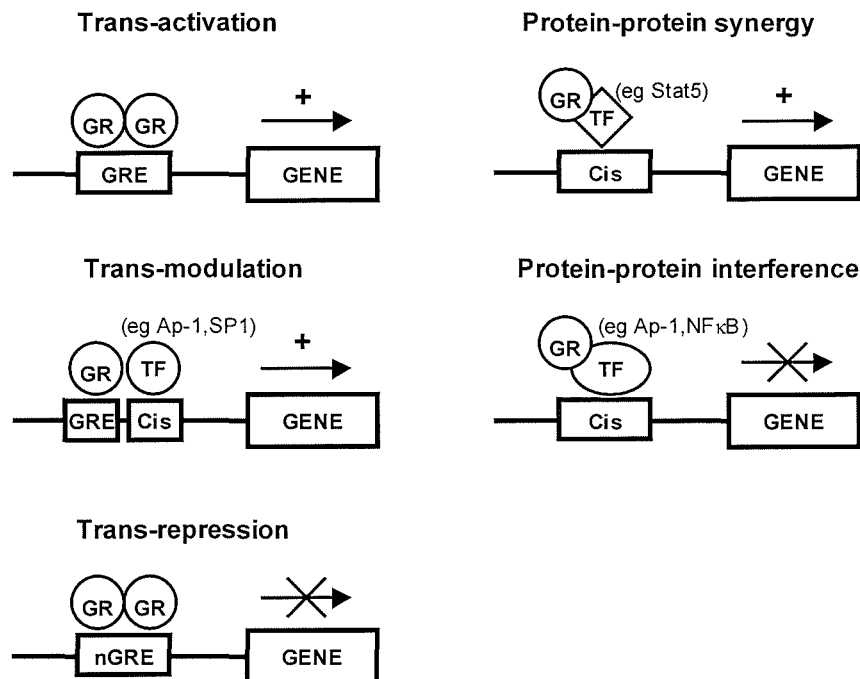 Trans-activation
+
GR GR
GRE
GENE
Protein-protein synergy
(eg Stat5)
+
GR
TF
Cis
GENE
Trans-modulation
(eg Ap-1,SP1)
+
GR TF
GRE Cis
GENE
Protein-protein interference
(eg Ap-1,NFκB)
GR
TF
Cis
GENE
Trans-repression
GR GR
nGRE
GENE